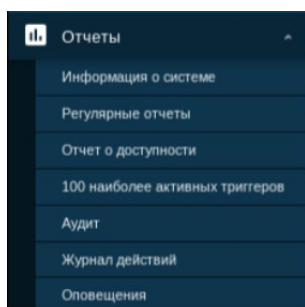 Отчеты
Информация о системе
Регулярные отчеты
Отчет о доступности
100 наиболее активных триггеров
Аудит
Журнал действий
Оповещения